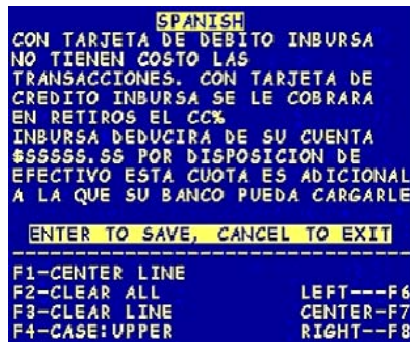 SPANISH
CON TARJETA DE DEBITO INBURSA
NO TIENEN COSTO LAS
TRANSACCIONES. CON TARJETA DE
CREDITO INBURSA SE LE COBRARA
EN RETIROS EL CC%
INBURSA DEDUCIRA DE SU CUENTA
$SSSSS.SS POR DISPOSICION DE
EFECTIVO ESTA CUOTA ES ADICIONAL
A LA QUE SU BANCO PUEDA CARGARLE
ENTER TO SAVE, CANCEL TO EXIT
F1-CENTER LINE
F2-CLEAR ALL LEFT---F6
F3-CLEAR LINE CENTER-F7
F4-CASE:UPPER RIGHT--F8